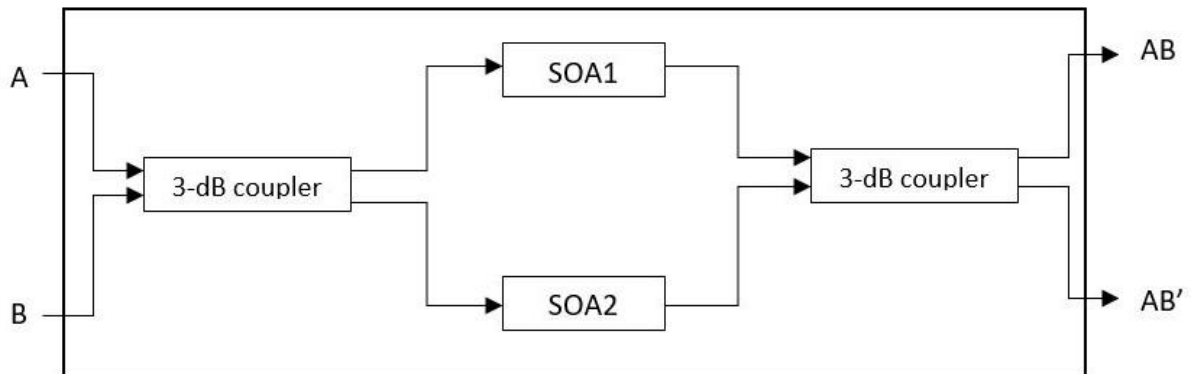 SOA1
AB
A
3-dB coupler
3-dB coupler
SOA2
B
AB’